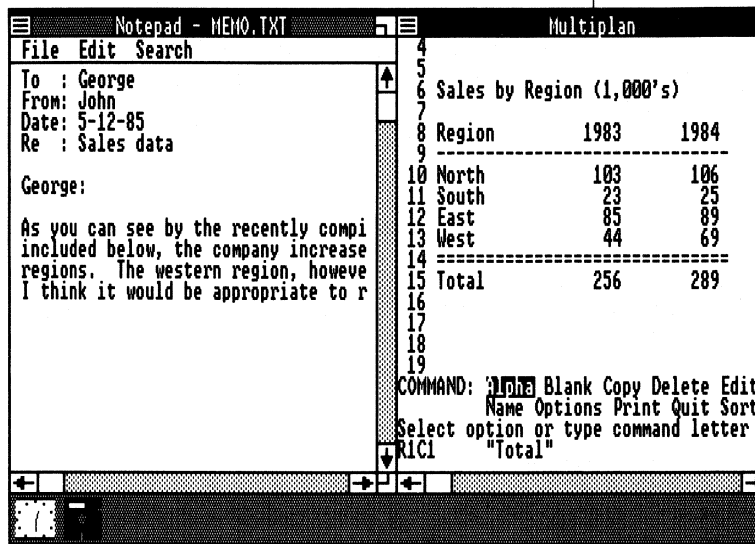 Notepad - MEMO.TXT
File Edit Search
To : George
From: John
Date: 5-12-85
Re : Sales data
George:
As you can see by the recently compi
included below, the company increase
regions. The western region, howeve
I think it would be appropriate to r
Multiplan
4
5
6 Sales by Region (1,000's)
7
8 Region 1983 1984
9 ------------------------------
10 North 103 106
11 South 23 25
12 East 85 89
13 West 44 69
14 ==============================
15 Total 256 289
16
17
18
19
COMMAND: Alpha Blank Copy Delete Edit
Name Options Print Quit Sort
Select option or type command letter
R1C1 "Total"